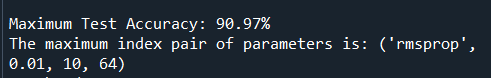 Maximum Test Accuracy: 90.97%
The maximum index pair of parameters is: ('rmsprop',
0.01, 10, 64)